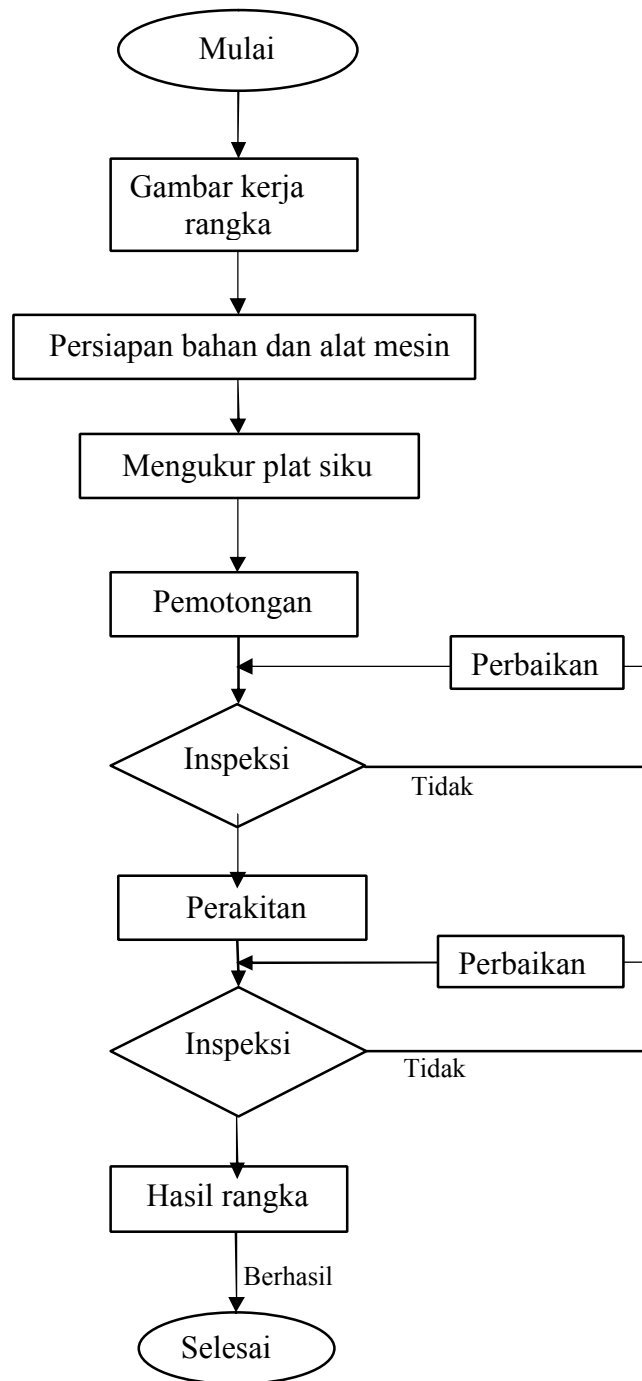 Mulai
Gambar kerja
rangka
Persiapan bahan dan alat mesin
Mengukur plat siku
Pemotongan
Perbaikan
Inspeksi
Tidak
Perakitan
Perbaikan
Inspeksi
Tidak
Hasil rangka
Berhasil
Selesai